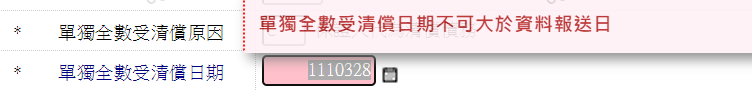 單獨全數受清償日期不可大於資料報送日
* 單獨全數受清償原因
* 單獨全數受清償日期 1110328